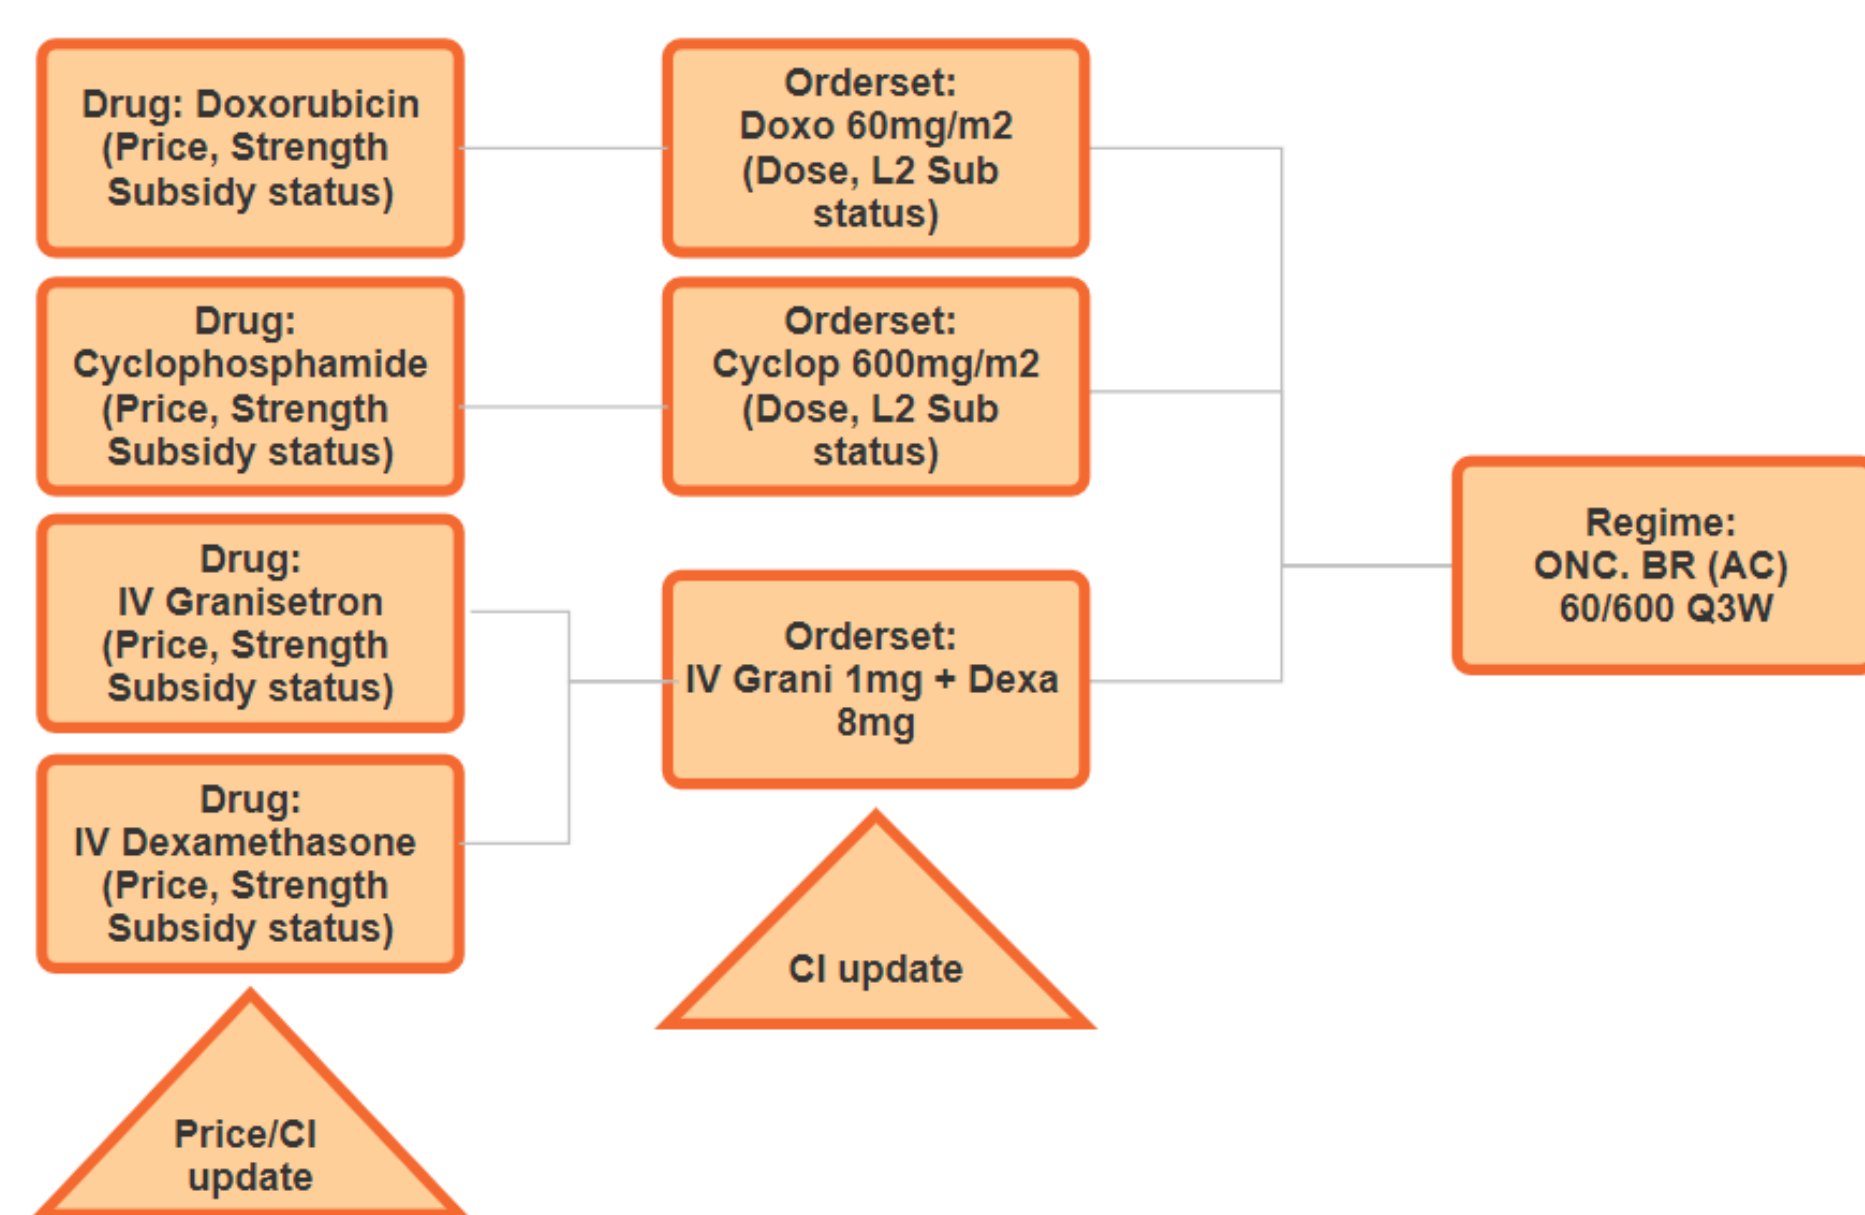 Drug: Doxorubicin
(Price, Strength
Subsidy status)
Orderset:
Doxo 60mg/m2
(Dose, L2 Sub
status)
Drug:
Cyclophosphamide
(Price, Strength
Subsidy status)
Orderset:
Cyclop 600mg/m2
(Dose, L2 Sub
status)
Drug:
IV Granisetron
(Price, Strength
Subsidy status)
Orderset:
IV Grani 1mg + Dexa
8mg
Regime:
ONC. BR (AC)
60/600 Q3W
Drug:
IV Dexamethasone
(Price, Strength
Subsidy status)
CI update
Price/CI
update